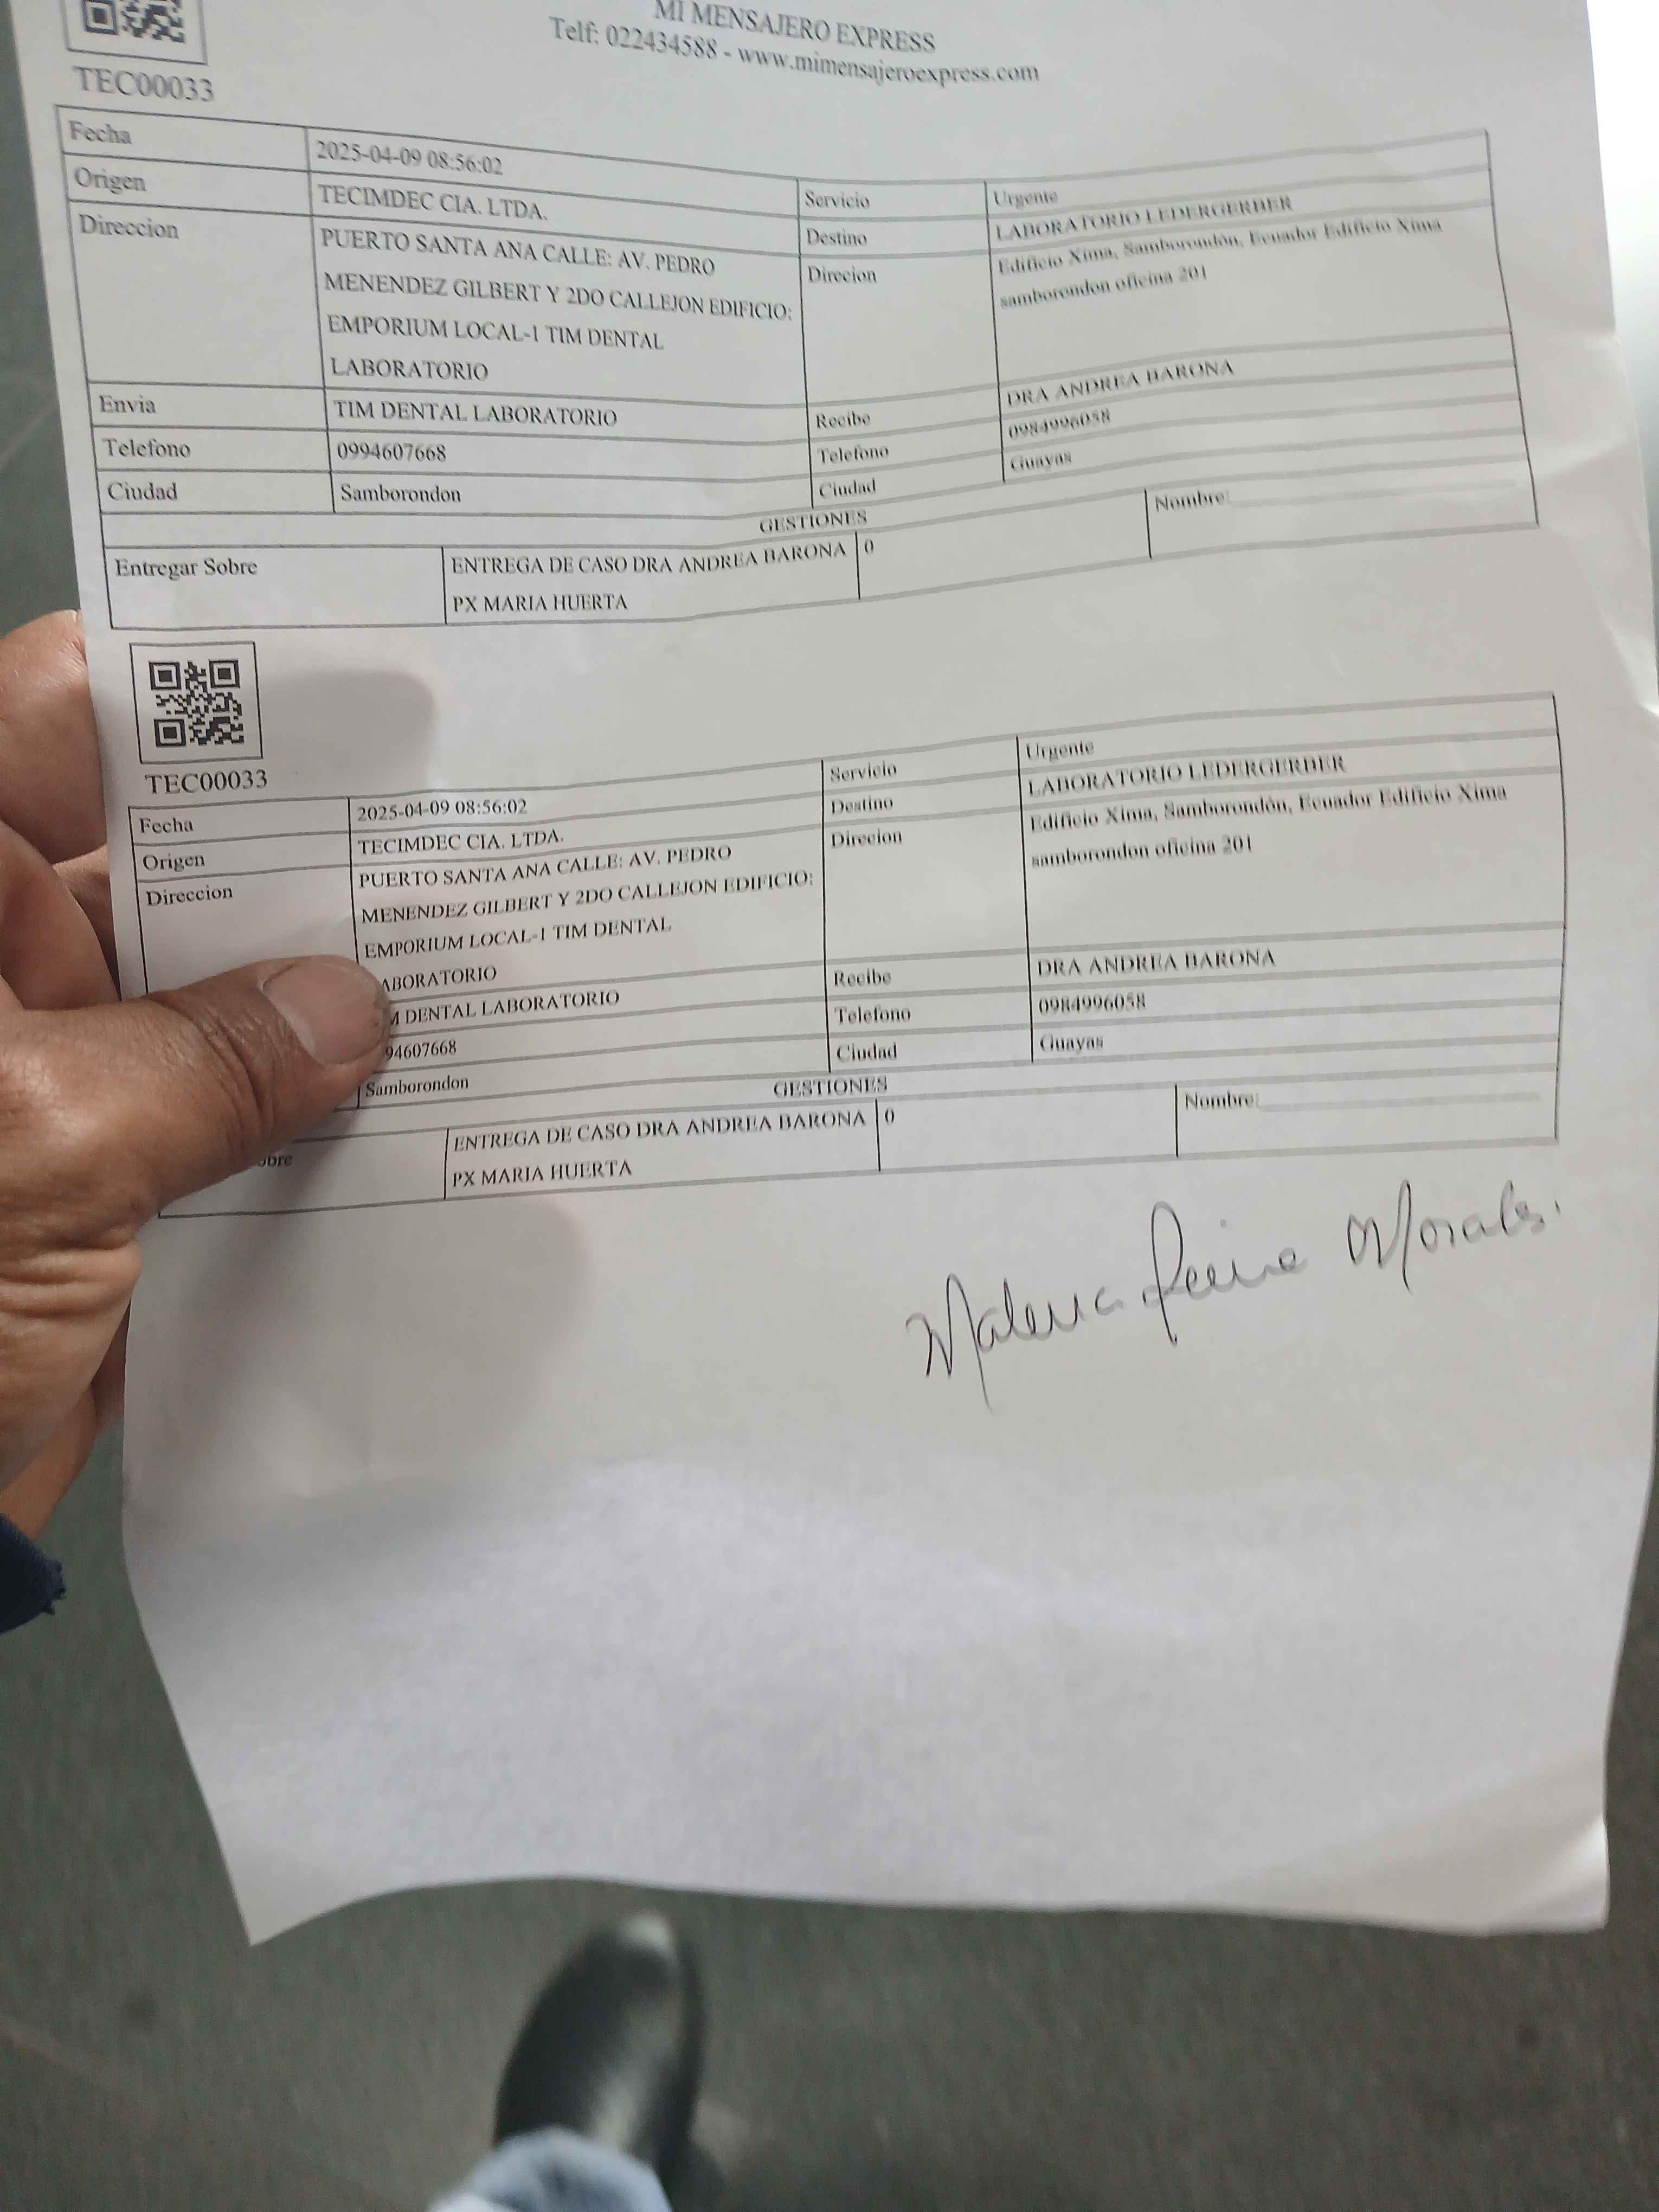 MI MENSAJERO EXPRESS
Telf: 022434588 - www.mimensajeroexpress.com
TEC00033
Fecha 2025-04-09 08:56:02 Servicio Urgente
Origen TECIMDEC CIA. LTDA. Destino LABORATORIO LEDERGERBER
Direccion PUERTO SANTA ANA CALLE: AV. PEDRO Direcion Edificio Xima, Samborondón, Ecuador Edificio Xima
MENENDEZ GILBERT Y 2DO CALLEJON EDIFICIO: samborondon oficina 201
EMPORIUM LOCAL-1 TIM DENTAL
LABORATORIO
Envia TIM DENTAL LABORATORIO Recibe DRA ANDREA BARONA
Telefono 0994607668 Telefono 0984996058
Ciudad Samborondon Ciudad Guayas
GESTIONES
Entregar Sobre ENTREGA DE CASO DRA ANDREA BARONA 0 Nombre:
PX MARIA HUERTA
TEC00033
Fecha 2025-04-09 08:56:02 Servicio Urgente
Origen TECIMDEC CIA. LTDA. Destino LABORATORIO LEDERGERBER
Direccion PUERTO SANTA ANA CALLE: AV. PEDRO Direcion Edificio Xima, Samborondón, Ecuador Edificio Xima
MENENDEZ GILBERT Y 2DO CALLEJON EDIFICIO: samborondon oficina 201
EMPORIUM LOCAL-1 TIM DENTAL
ABORATORIO
M DENTAL LABORATORIO Recibe DRA ANDREA BARONA
94607668 Telefono 0984996058
Samborondon Ciudad Guayas
GESTIONES
obre ENTREGA DE CASO DRA ANDREA BARONA 0 Nombre:
PX MARIA HUERTA
Morales.